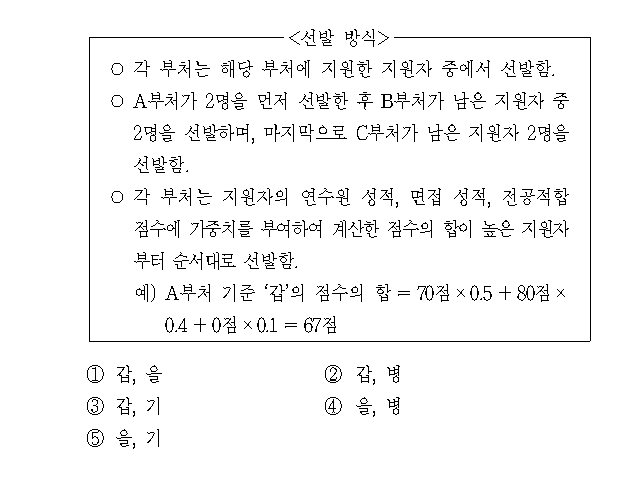 <선발 방식>
○ 각 부처는 해당 부처에 지원한 지원자 중에서 선발함.
○ A부처가 2명을 먼저 선발한 후 B부처가 남은 지원자 중
2명을 선발하며, 마지막으로 C부처가 남은 지원자 2명을
선발함.
○ 각 부처는 지원자의 연수원 성적, 면접 성적, 전공적합
점수에 가중치를 부여하여 계산한 점수의 합이 높은 지원자
부터 순서대로 선발함.
예) A부처 기준 ‘갑’의 점수의 합 = 70점×0.5 + 80점×
0.4 + 0점×0.1 = 67점
① 갑, 을 ② 갑, 병
③ 갑, 기 ④ 을, 병
⑤ 을, 기